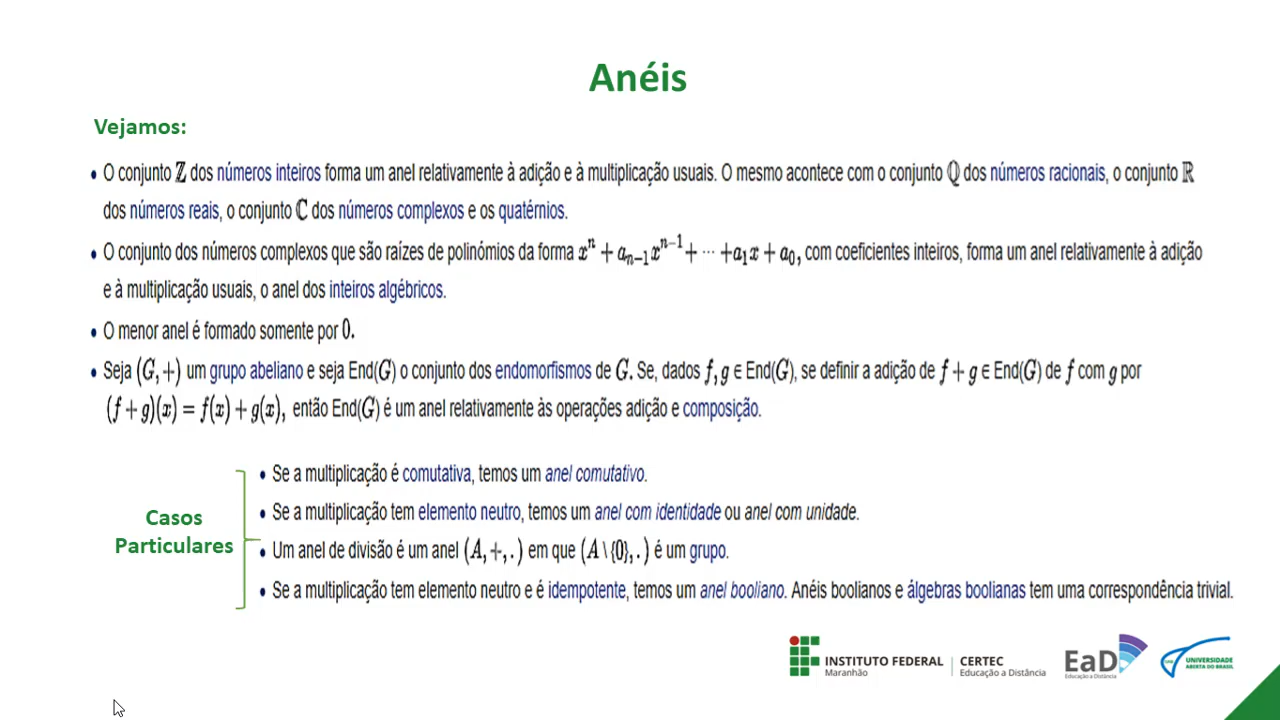 Anéis
Vejamos:
• O conjunto ℤ dos números inteiros forma um anel relativamente à adição e à multiplicação usuais. O mesmo acontece com o conjunto ℚ dos números racionais, o conjunto ℝ
dos números reais, o conjunto ℂ dos números complexos e os quatérnios.
• O conjunto dos números complexos que são raízes de polinómios da forma xⁿ + aₙ₋₁xⁿ⁻¹ + ··· + a₁x + a₀, com coeficientes inteiros, forma um anel relativamente à adição
e à multiplicação usuais, o anel dos inteiros algébricos.
• O menor anel é formado somente por 0.
• Seja (G,+) um grupo abeliano e seja End(G) o conjunto dos endomorfismos de G. Se, dados f,g ∈ End(G), se definir a adição de f + g ∈ End(G) de f com g por
(f + g)(x) = f(x) + g(x), então End(G) é um anel relativamente às operações adição e composição.
Casos
Particulares
• Se a multiplicação é comutativa, temos um anel comutativo.
• Se a multiplicação tem elemento neutro, temos um anel com identidade ou anel com unidade.
• Um anel de divisão é um anel (A,+,.) em que (A\{0},.) é um grupo.
• Se a multiplicação tem elemento neutro e é idempotente, temos um anel booliano. Anéis boolianos e álgebras boolianas tem uma correspondência trivial.
INSTITUTO FEDERAL
Maranhão
CERTEC
Educação a Distância
EaD
Educação a Distância
UNIVERSIDADE
ABERTA DO BRASIL